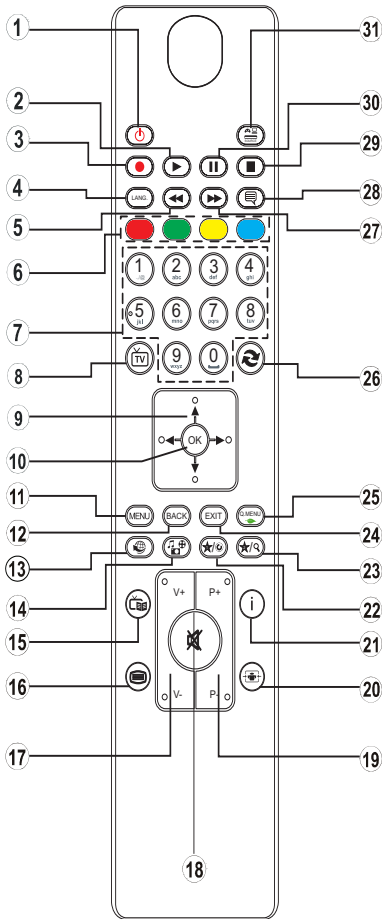 1
31
2
30
3
29
4
LANG.
28
5
27
6
1
./@
2
abc
3
def
4
ghi
5
jkl
6
mno
7
pqrs
8
tuv
7
8
TV
9
wxyz
0
26
9
10
OK
11
MENU
BACK
EXIT
Q.MENU
25
12
24
13
23
14
22
V+
P+
15
i
21
16
20
V-
P-
17
19
18